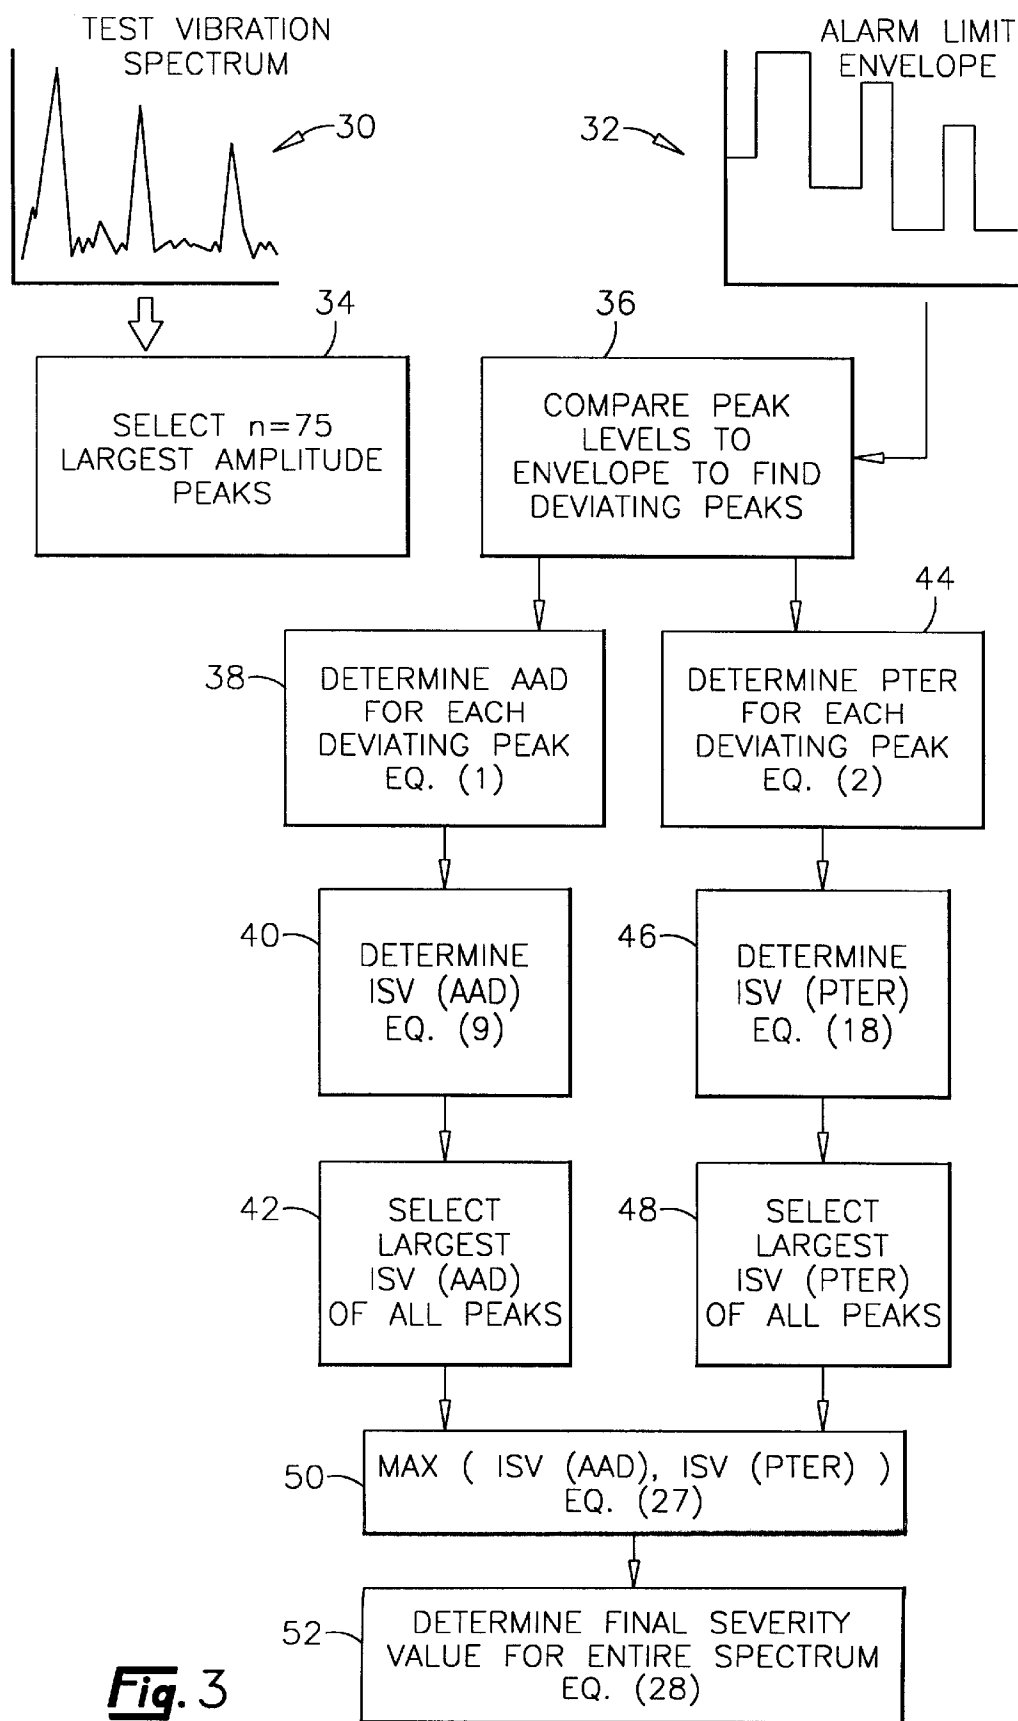 TEST VIBRATION
SPECTRUM
ALARM LIMIT
ENVELOPE
30
32
34
36
SELECT n=75
LARGEST AMPLITUDE
PEAKS
COMPARE PEAK
LEVELS TO
ENVELOPE TO FIND
DEVIATING PEAKS
44
38
DETERMINE AAD
FOR EACH
DEVIATING PEAK
EQ. (1)
DETERMINE PTER
FOR EACH
DEVIATING PEAK
EQ. (2)
40
DETERMINE
ISV (AAD)
EQ. (9)
46
DETERMINE
ISV (PTER)
EQ. (18)
42
SELECT
LARGEST
ISV (AAD)
OF ALL PEAKS
48
SELECT
LARGEST
ISV (PTER)
OF ALL PEAKS
50
MAX ( ISV (AAD), ISV (PTER) )
EQ. (27)
52
DETERMINE FINAL SEVERITY
VALUE FOR ENTIRE SPECTRUM
EQ. (28)
Fig. 3